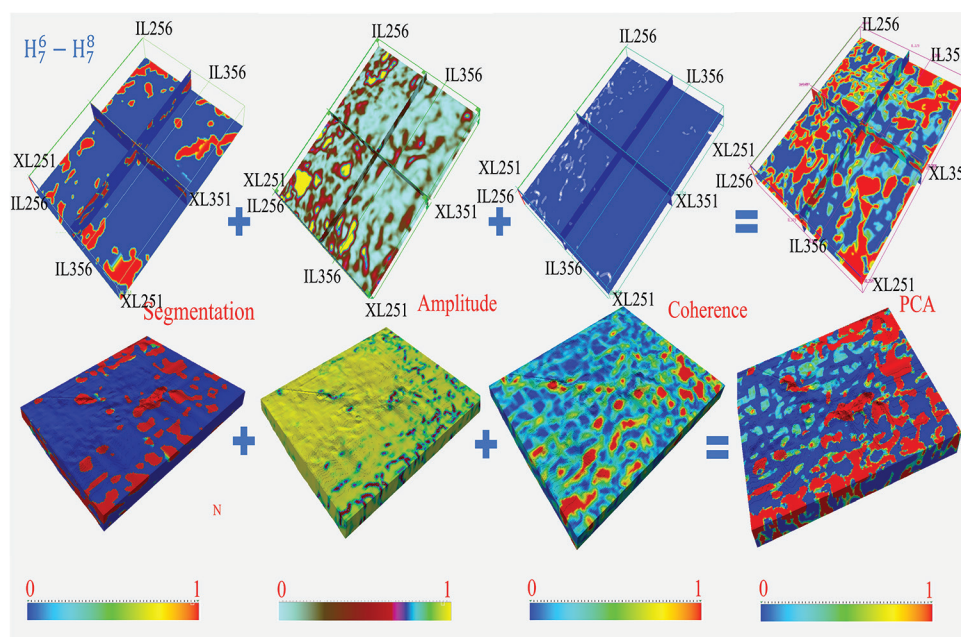 H₇⁶ − H₇⁸
IL256
IL356
XL251
IL256
XL351
IL356
XL251
Segmentation
+
IL256
IL356
XL251
IL256
XL351
IL356
XL251
Amplitude
+
IL256
IL356
XL251
IL256
XL351
IL356
XL251
Coherence
=
IL256
IL35
XL251
IL256
XL35
IL356
XL251
PCA
+
+
=
N
0 1
0 1
0 1
0 1